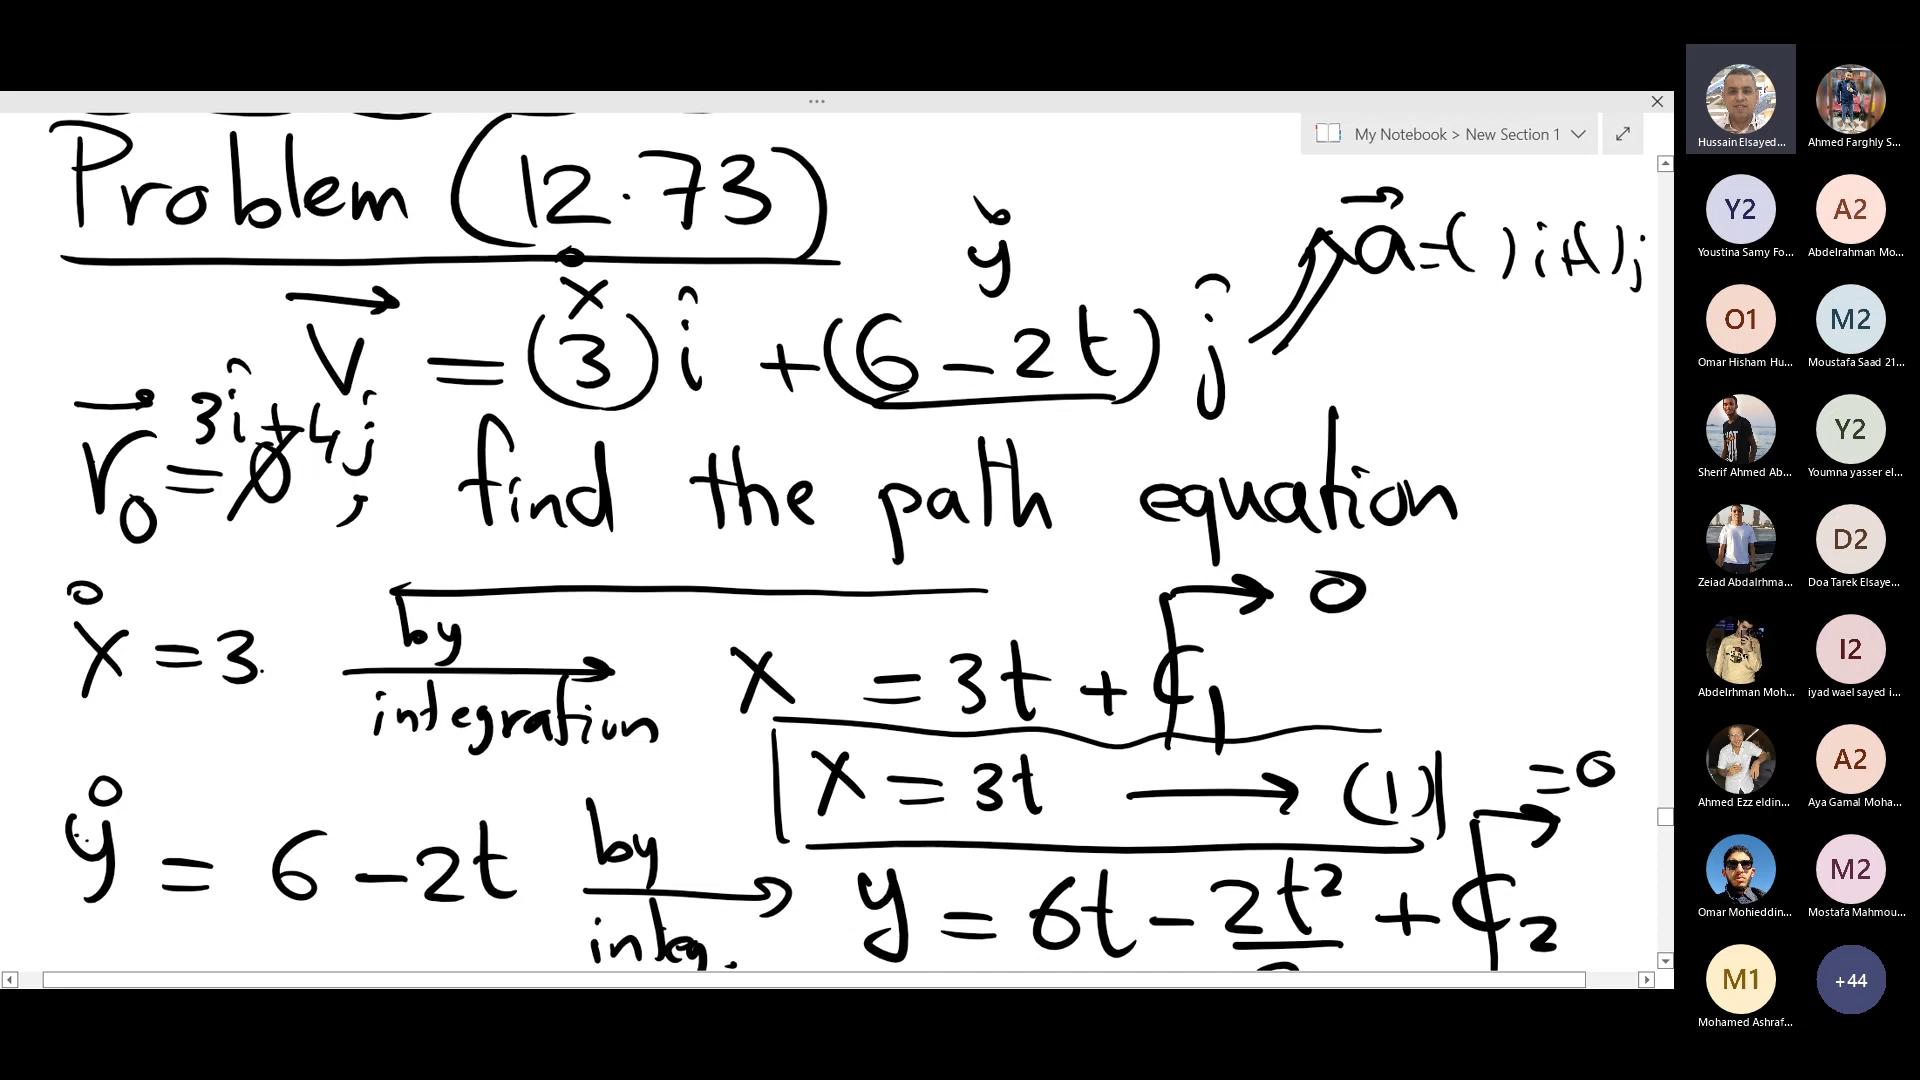 My Notebook > New Section 1
Problem (12.73)
ẋ ẏ
a = ( ) i + ( ) j
V = (3) i + (6 - 2t) j
3i + 4j
r₀ = 0 , find the path equation
ẋ = 3 by integration x = 3t + C₁ → 0
x = 3t → (1)
ẏ = 6 - 2t by integ. y = 6t - 2t² + C₂ = 0
Hussain Elsayed...
Ahmed Farghly S...
Y2
A2
Youstina Samy Fo...
Abdelrahman Mo...
O1
M2
Omar Hisham Hu...
Moustafa Saad 21...
Y2
Sherif Ahmed Ab...
Youmna yasser el...
D2
Zeiad Abdalrhma...
Doa Tarek Elsaye...
I2
Abdelrhman Moh...
iyad wael sayed i...
A2
Ahmed Ezz eldin...
Aya Gamal Moha...
M2
Omar Mohieddin...
Mostafa Mahmou...
M1
+44
Mohamed Ashraf...